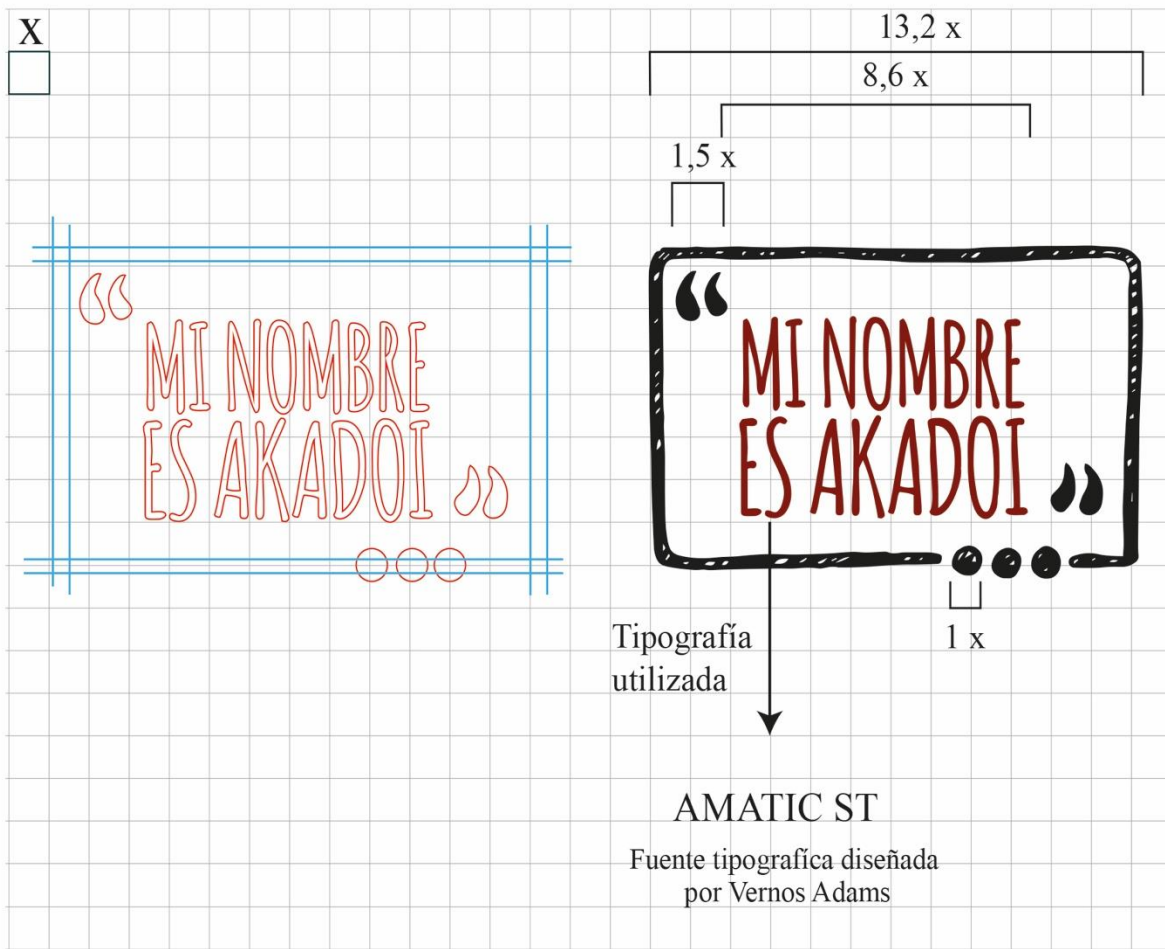 X
13,2 x
8,6 x
1,5 x
“
MI NOMBRE
ES AKADOI
”
“
MI NOMBRE
ES AKADOI
”
1 x
Tipografía
utilizada
AMATIC ST
Fuente tipografíca diseñada
por Vernos Adams